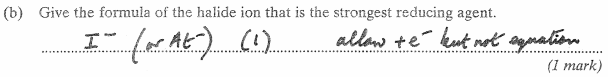 (b) Give the formula of the halide ion that is the strongest reducing agent.
I⁻ (or At⁻) (1) allow +e⁻ but not equation
(1 mark)